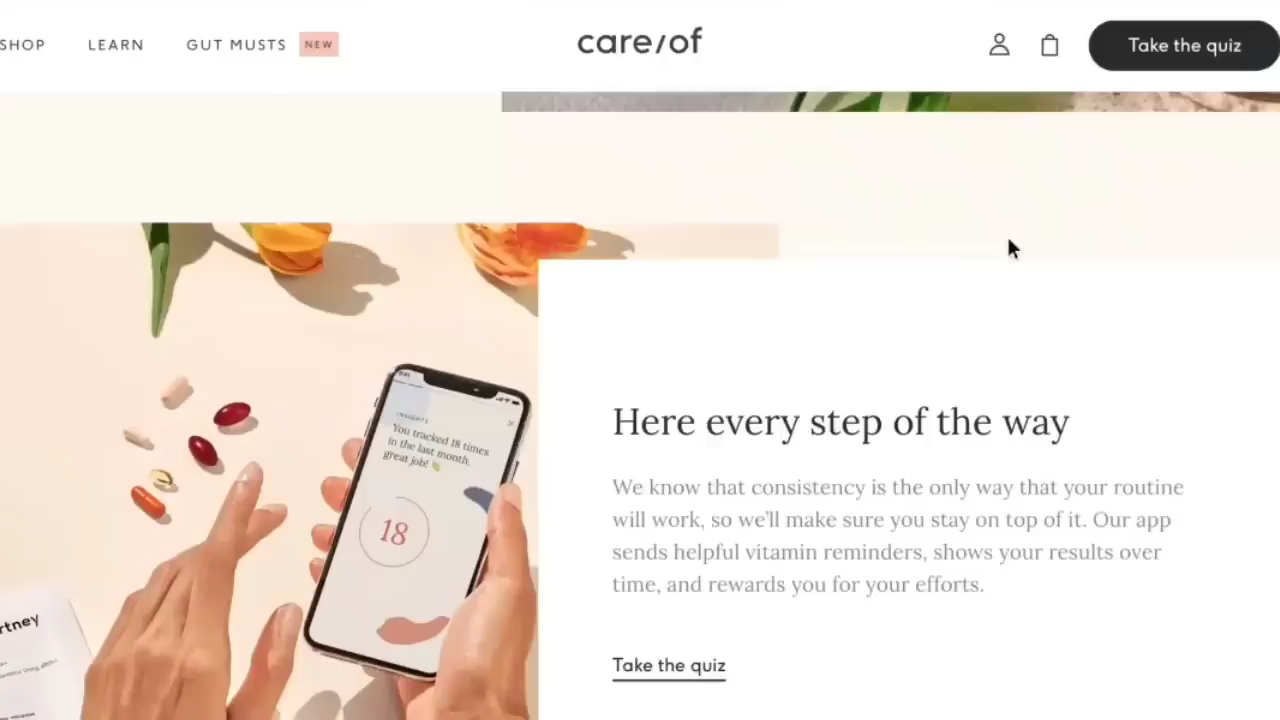 SHOP
LEARN
GUT MUSTS
NEW
care/of
Take the quiz
INSIGHTS
You tracked 18 times
in the last month,
great job!
18
rtney
Here every step of the way
We know that consistency is the only way that your routine
will work, so we'll make sure you stay on top of it. Our app
sends helpful vitamin reminders, shows your results over
time, and rewards you for your efforts.
Take the quiz